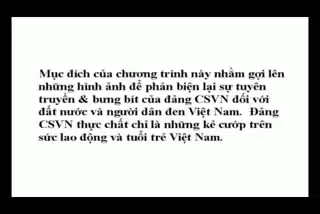 Mục đích của chương trình này nhằm gợi lên
những hình ảnh để phản biện lại sự tuyên
truyền & bưng bít của đảng CSVN đối với
đất nước và người dân đen Việt Nam. Đảng
CSVN thực chất chỉ là những kẻ cướp trên
sức lao động và tuổi trẻ Việt Nam.